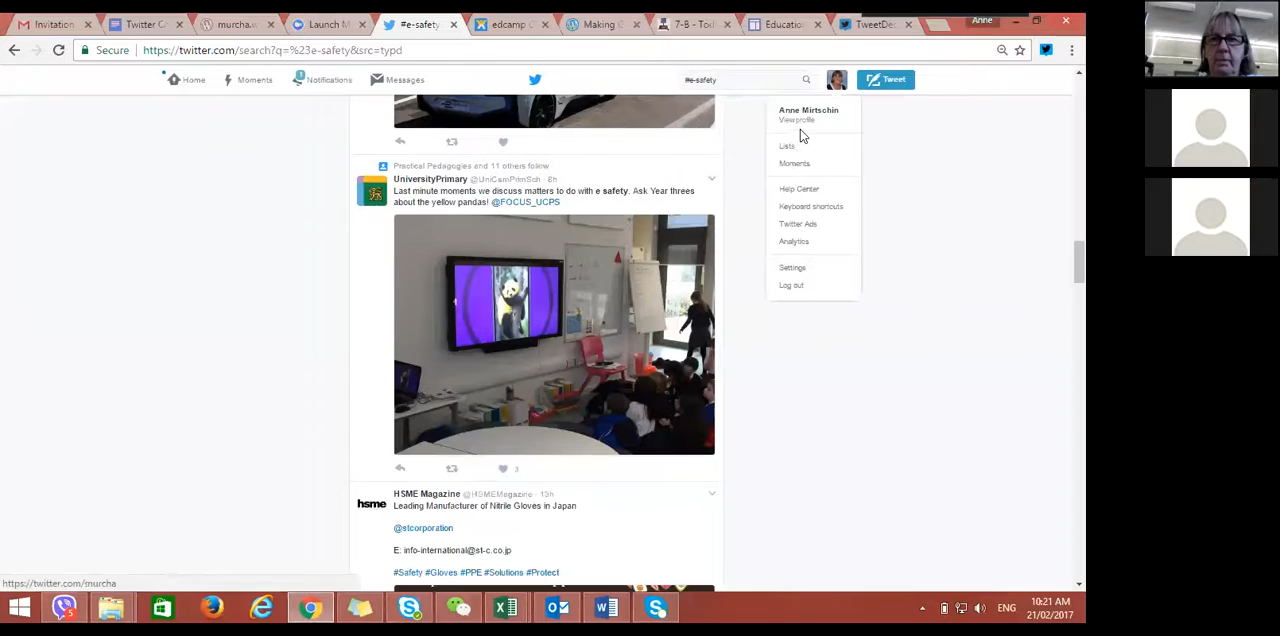 Invitation
Twitter C
murcha.w
Launch M
#e-safety
edcamp C
Making E
7-B - Tod
Education
TweetDec
Anne
Secure
https://twitter.com/search?q=%23e-safety&src=typd
Home
Moments
Notifications
Messages
#e-safety
Tweet
Anne Mirtschin
View profile
Lists
Moments
Help Center
Keyboard shortcuts
Twitter Ads
Analytics
Settings
Log out
Practical Pedagogies and 11 others follow
UniversityPrimary @UniCamPrimSch · 8h
Last minute moments we discuss matters to do with e safety. Ask Year threes
about the yellow pandas! @FOCUS_UCPS
3
hsme
HSME Magazine @HSMEMagazine · 13h
Leading Manufacturer of Nitrile Gloves in Japan
@stcorporation
E: info-international@st-c.co.jp
#Safety #Gloves #PPE #Solutions #Protect
https://twitter.com/murcha
5
ENG
10:21 AM
21/02/2017